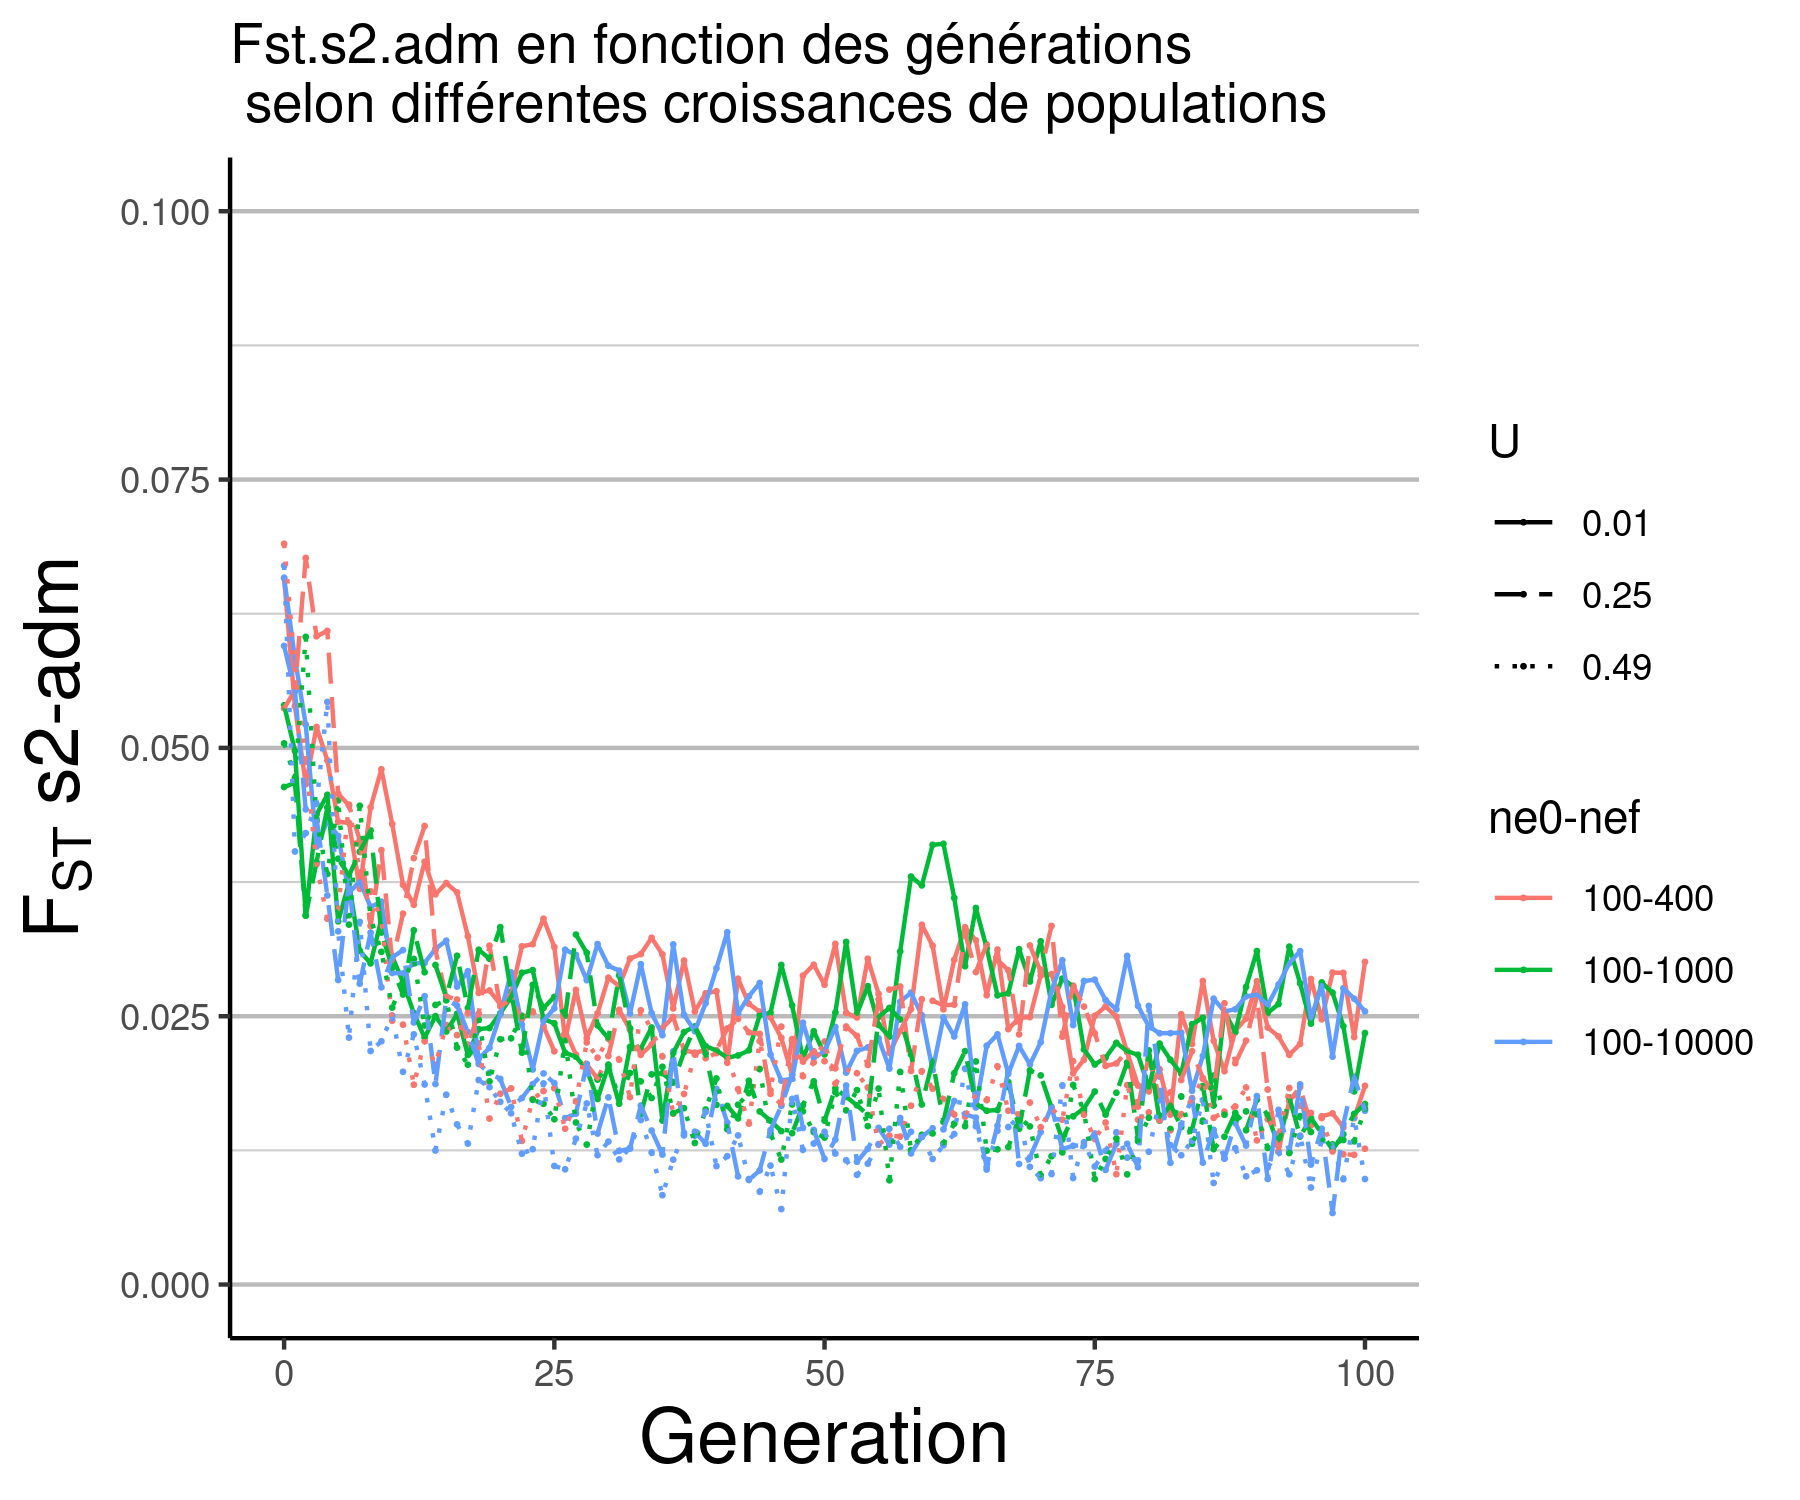 Fst.s2.adm en fonction des générations
selon différentes croissances de populations
0.100
0.075
0.050
0.025
0.000
FST s2-adm
0 25 50 75 100
Generation
U
0.01
0.25
0.49
ne0-nef
100-400
100-1000
100-10000